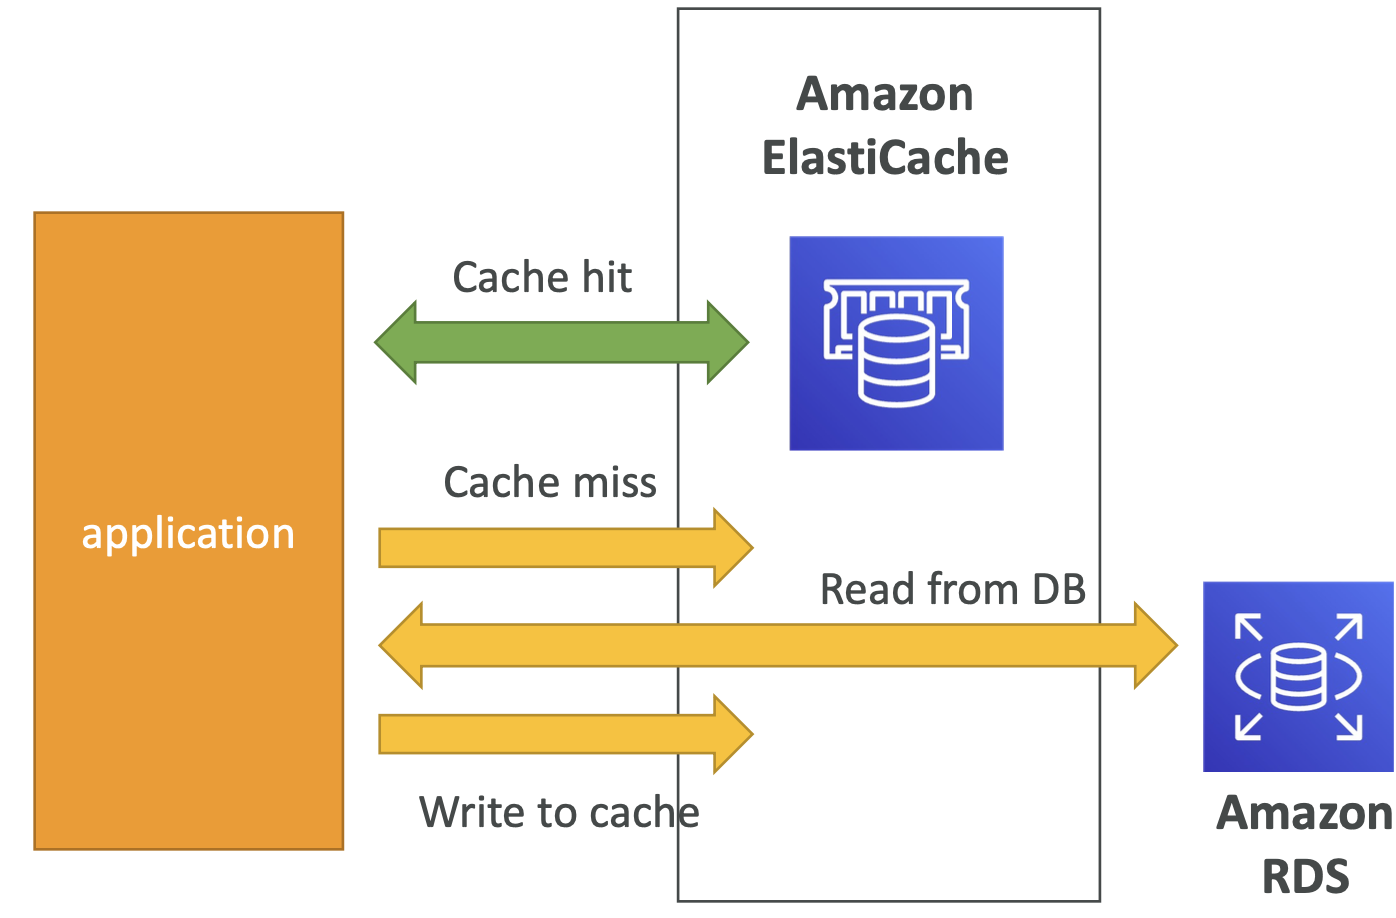 Amazon
ElastiCache
Cache hit
Cache miss
application
Read from DB
Write to cache
Amazon
RDS